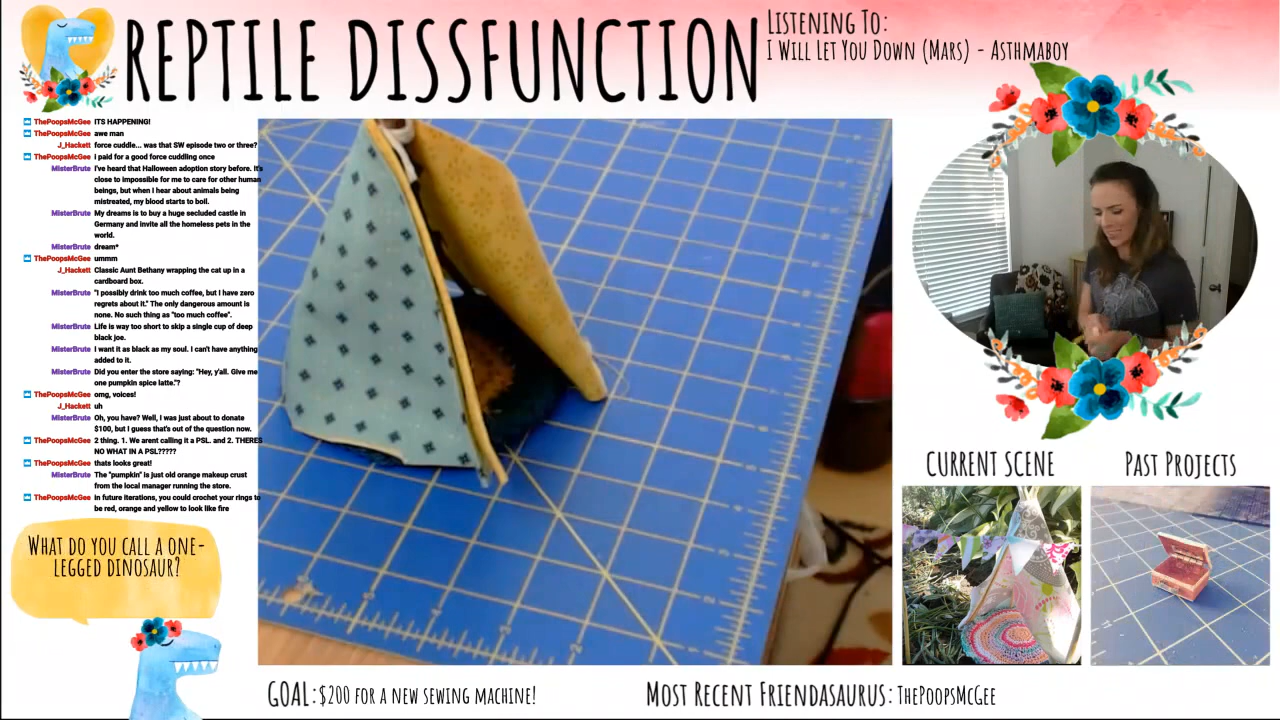 REPTILE DISSFUNCTION
LISTENING TO:
I WILL LET YOU DOWN (MARS) - ASTHMABOY
ThePoopsMcGee ITS HAPPENING!
ThePoopsMcGee awe man
J_Hackett force cuddle... was that SW episode two or three?
ThePoopsMcGee i paid for a good force cuddling once
MisterBrute I've heard that Halloween adoption story before. It's
close to impossible for me to care for other human
beings, but when I hear about animals being
mistreated, my blood starts to boil.
MisterBrute My dreams is to buy a huge secluded castle in
Germany and invite all the homeless pets in the
world.
MisterBrute dream*
ThePoopsMcGee ummm
J_Hackett Classic Aunt Bethany wrapping the cat up in a
cardboard box.
MisterBrute "I possibly drink too much coffee, but I have zero
regrets about it." The only dangerous amount is
none. No such thing as "too much coffee".
MisterBrute Life is way too short to skip a single cup of deep
black joe.
MisterBrute I want it as black as my soul. I can't have anything
added to it.
MisterBrute Did you enter the store saying: "Hey, y'all. Give me
one pumpkin spice latte."?
ThePoopsMcGee omg, voices!
J_Hackett uh
MisterBrute Oh, you have? Well, I was just about to donate
$100, but I guess that's out of the question now.
ThePoopsMcGee 2 thing. 1. We arent calling it a PSL. and 2. THERES
NO WHAT IN A PSL?????
ThePoopsMcGee thats looks great!
MisterBrute The "pumpkin" is just old orange makeup crust
from the local manager running the store.
ThePoopsMcGee in future iterations, you could crochet your rings to
be red, orange and yellow to look like fire
WHAT DO YOU CALL A ONE-
LEGGED DINOSAUR?
CURRENT SCENE
PAST PROJECTS
GOAL: $200 FOR A NEW SEWING MACHINE!
MOST RECENT FRIENDASAURUS: THEPOOPSMCGEE